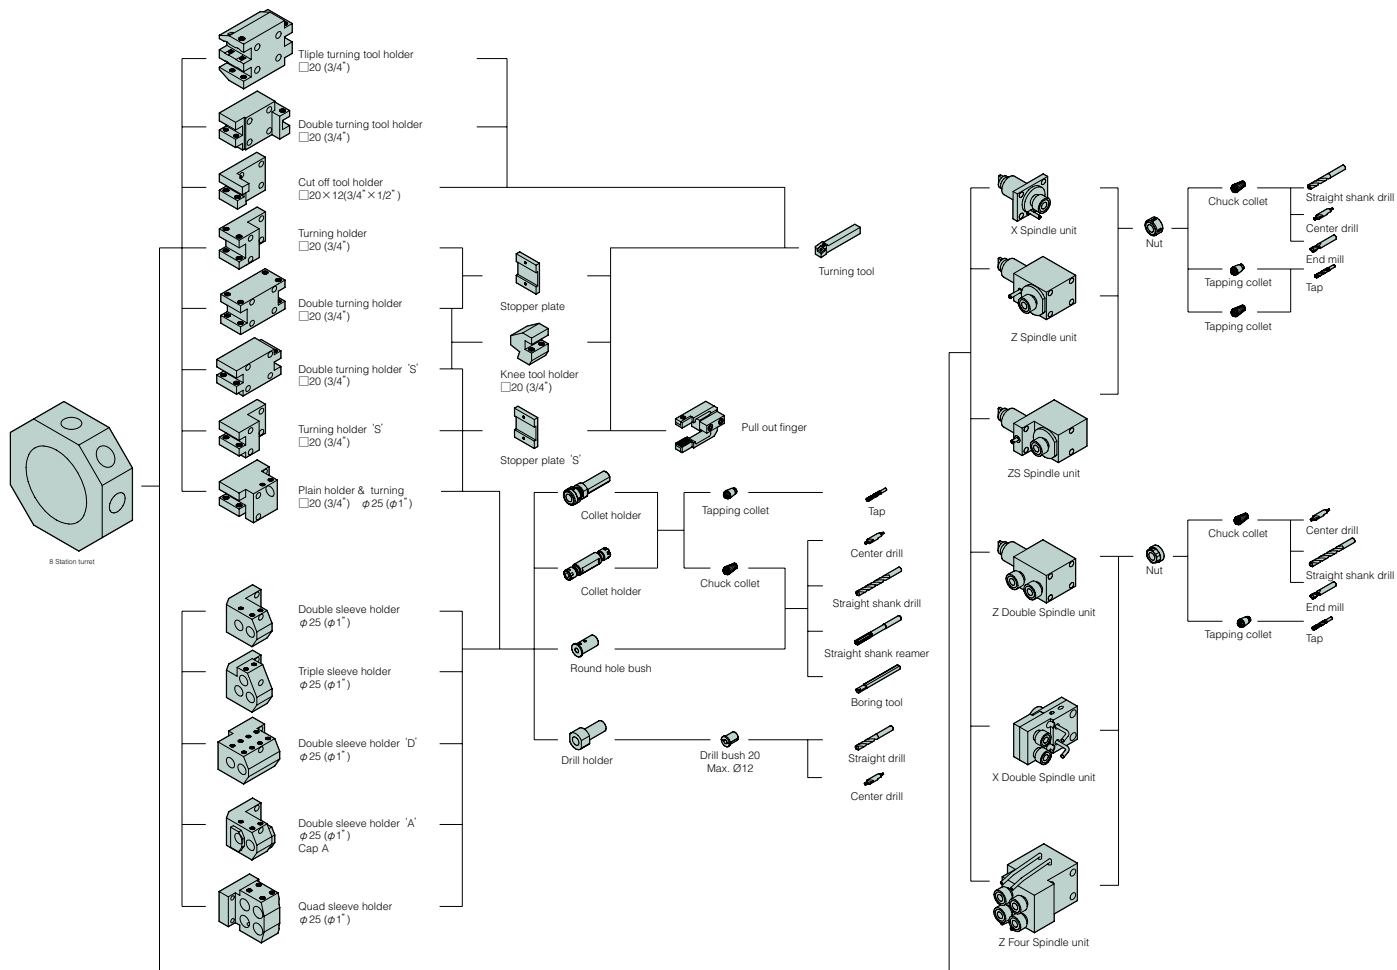 Tliple turning tool holder
□20 (3/4")
Double turning tool holder
□20 (3/4")
Cut off tool holder
□20×12(3/4"×1/2")
Turning holder
□20 (3/4")
Double turning holder
□20 (3/4")
Double turning holder 'S'
□20 (3/4")
Turning holder 'S'
□20 (3/4")
Plain holder & turning
□20 (3/4") φ25 (φ1")
8 Station turret
Double sleeve holder
φ25 (φ1")
Triple sleeve holder
φ25 (φ1")
Double sleeve holder 'D'
φ25 (φ1")
Double sleeve holder 'A'
φ25 (φ1")
Cap A
Quad sleeve holder
φ25 (φ1")
Stopper plate
Knee tool holder
□20 (3/4")
Stopper plate 'S'
Turning tool
Pull out finger
Collet holder
Collet holder
Round hole bush
Drill holder
Tapping collet
Chuck collet
Drill bush 20
Max. Ø12
Tap
Center drill
Straight shank drill
Straight shank reamer
Boring tool
Straight drill
Center drill
X Spindle unit
Z Spindle unit
ZS Spindle unit
Z Double Spindle unit
X Double Spindle unit
Z Four Spindle unit
Nut
Chuck collet
Tapping collet
Tapping collet
Straight shank drill
Center drill
End mill
Tap
Nut
Chuck collet
Tapping collet
Center drill
Straight shank drill
End mill
Tap